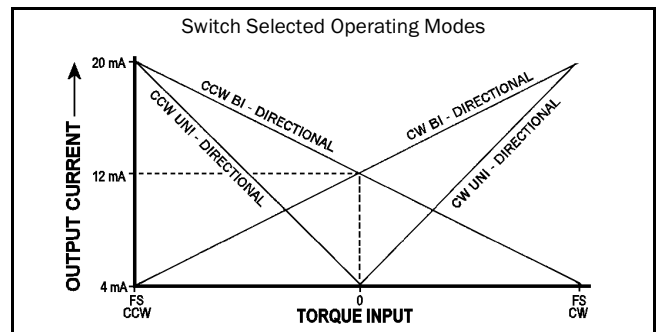 Switch Selected Operating Modes
20 mA
12 mA
4 mA
OUTPUT CURRENT
CCW BI - DIRECTIONAL
CCW UNI - DIRECTIONAL
CW BI - DIRECTIONAL
CW UNI - DIRECTIONAL
FS
CCW
0
FS
CW
TORQUE INPUT